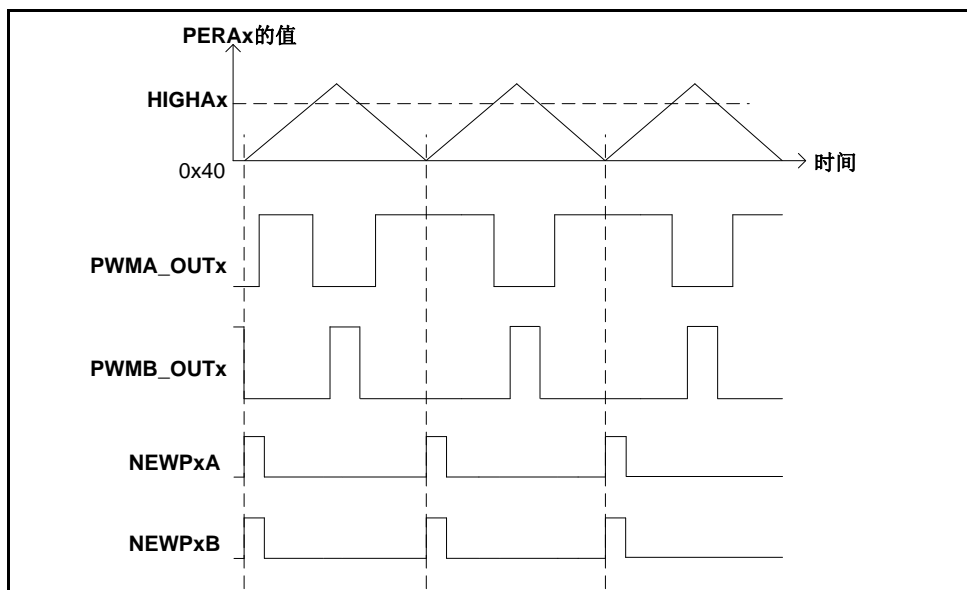 PERAx的值
HIGHAx
0x40
时间
PWMA_OUTx
PWMB_OUTx
NEWPxA
NEWPxB